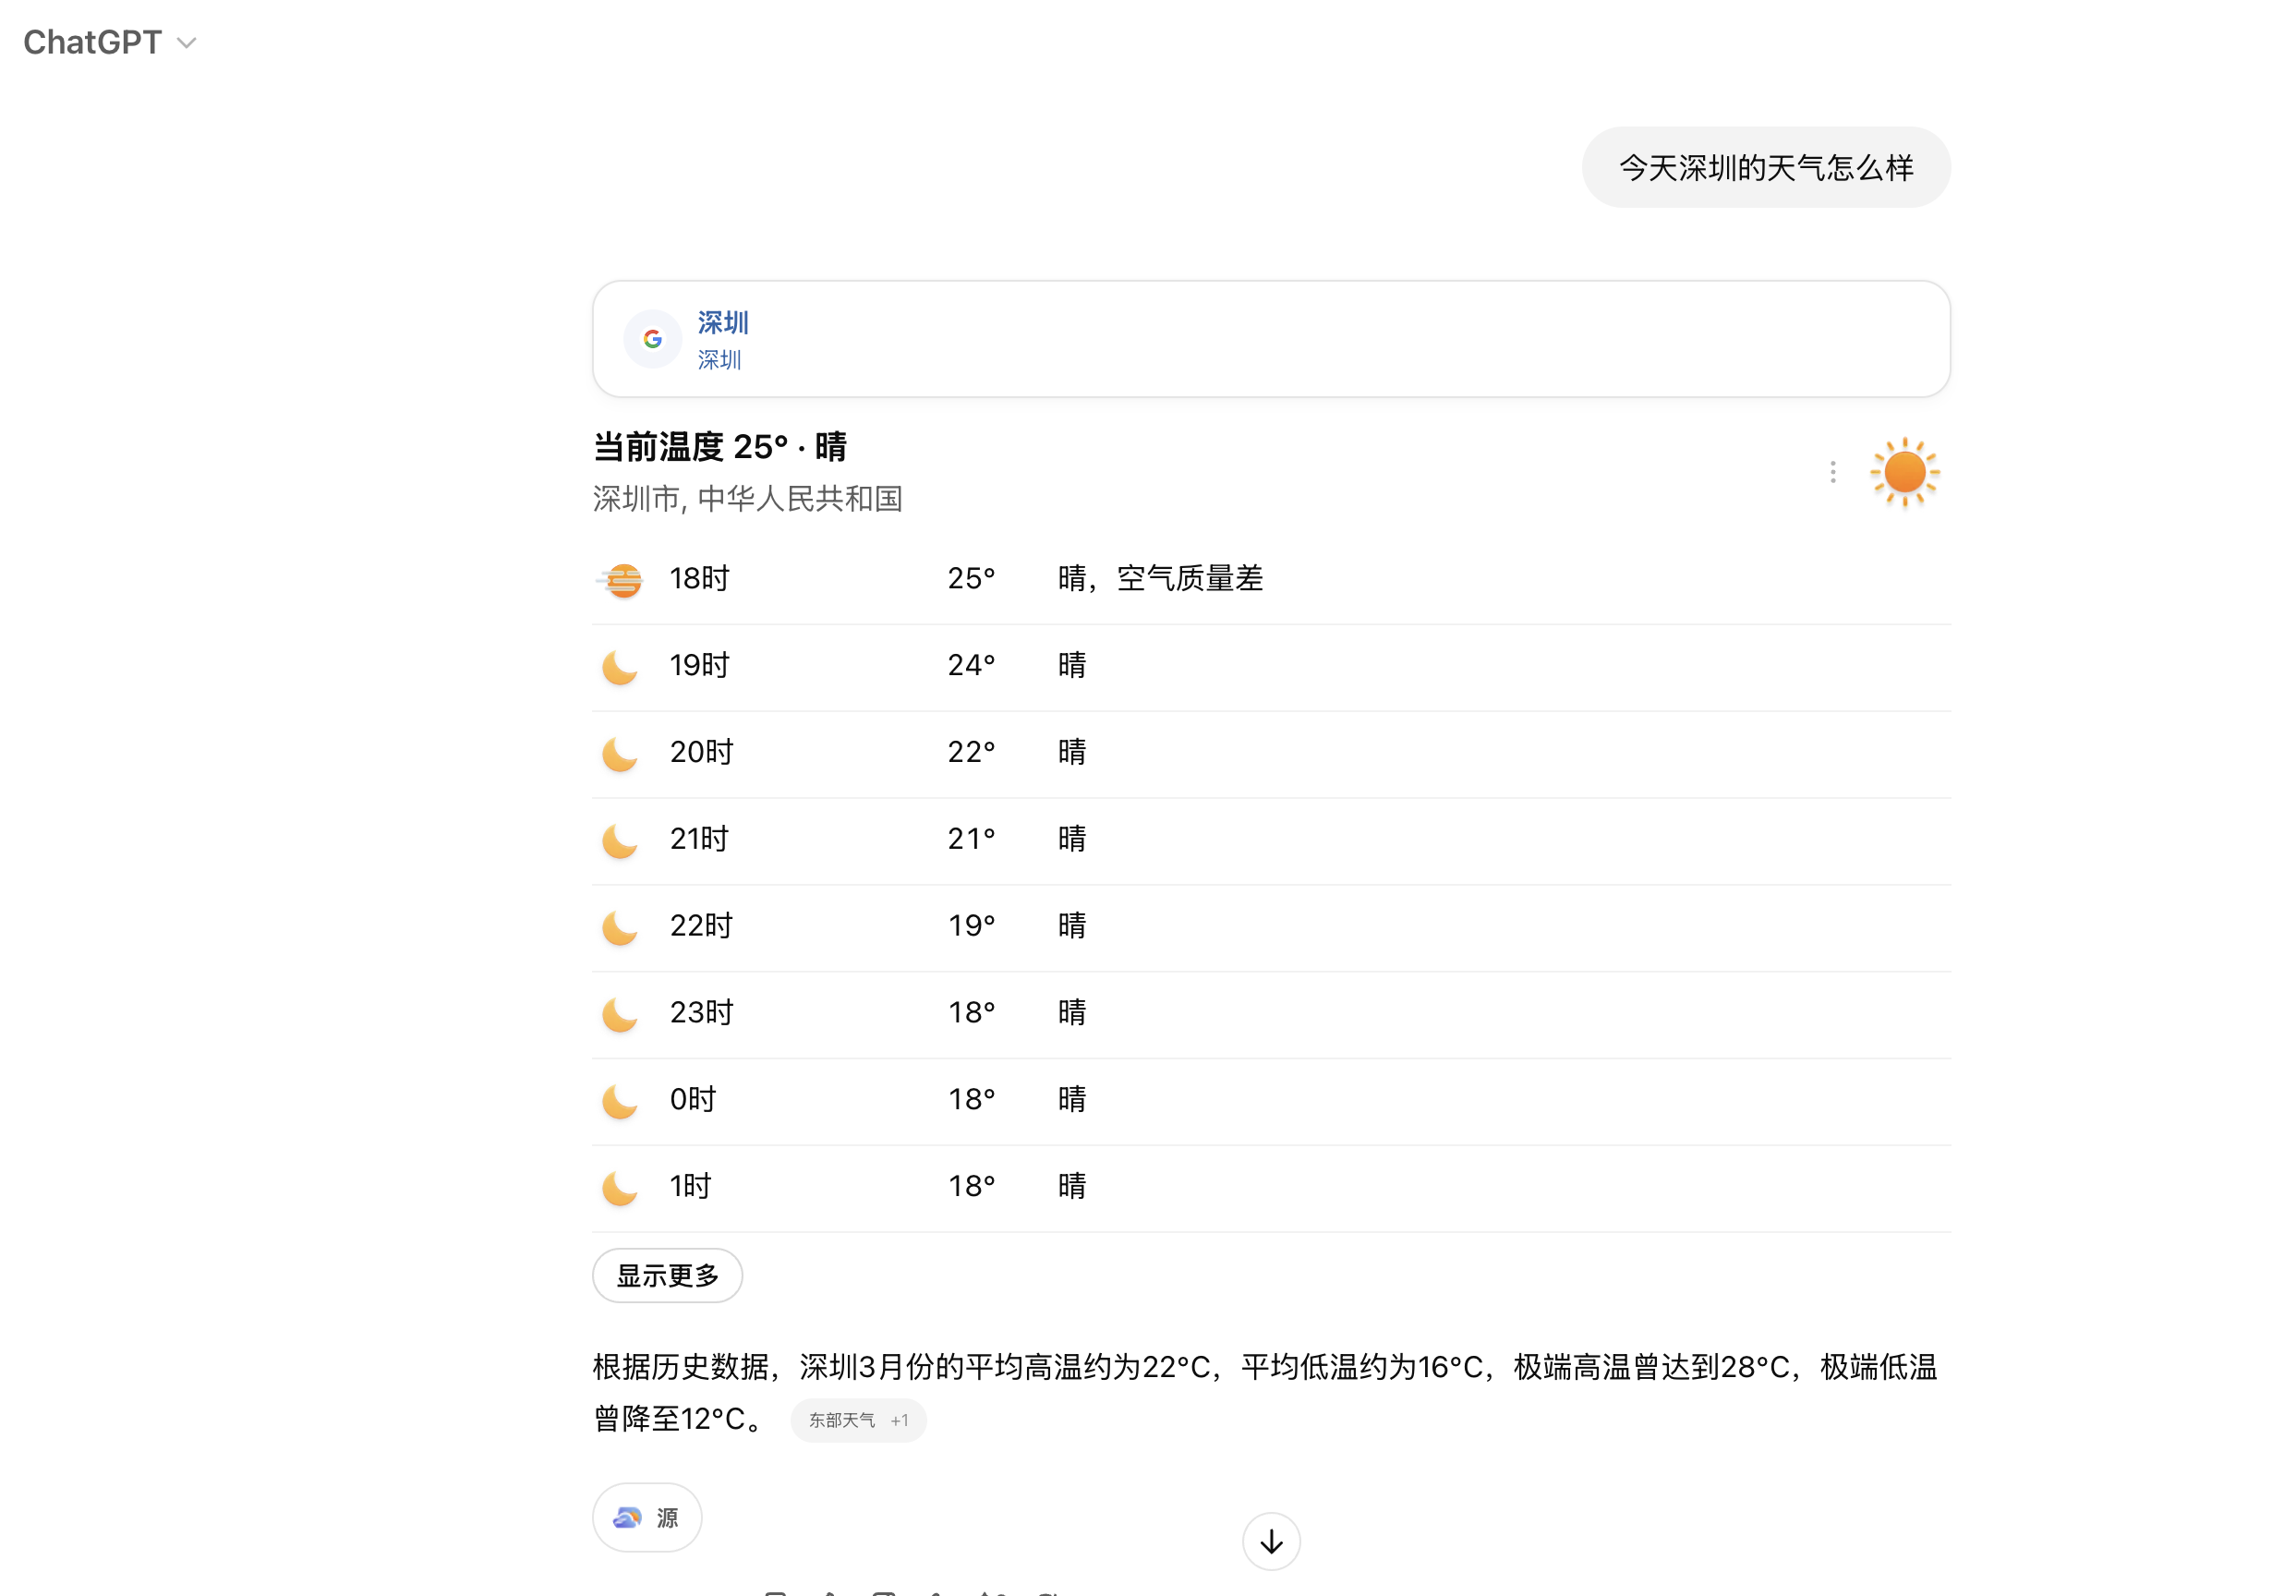 ChatGPT
今天深圳的天气怎么样
深圳
深圳
当前温度 25° · 晴
深圳市, 中华人民共和国
18时 25° 晴，空气质量差
19时 24° 晴
20时 22° 晴
21时 21° 晴
22时 19° 晴
23时 18° 晴
0时 18° 晴
1时 18° 晴
显示更多
根据历史数据，深圳3月份的平均高温约为22°C，平均低温约为16°C，极端高温曾达到28°C，极端低温
曾降至12°C。 东部天气 +1
源